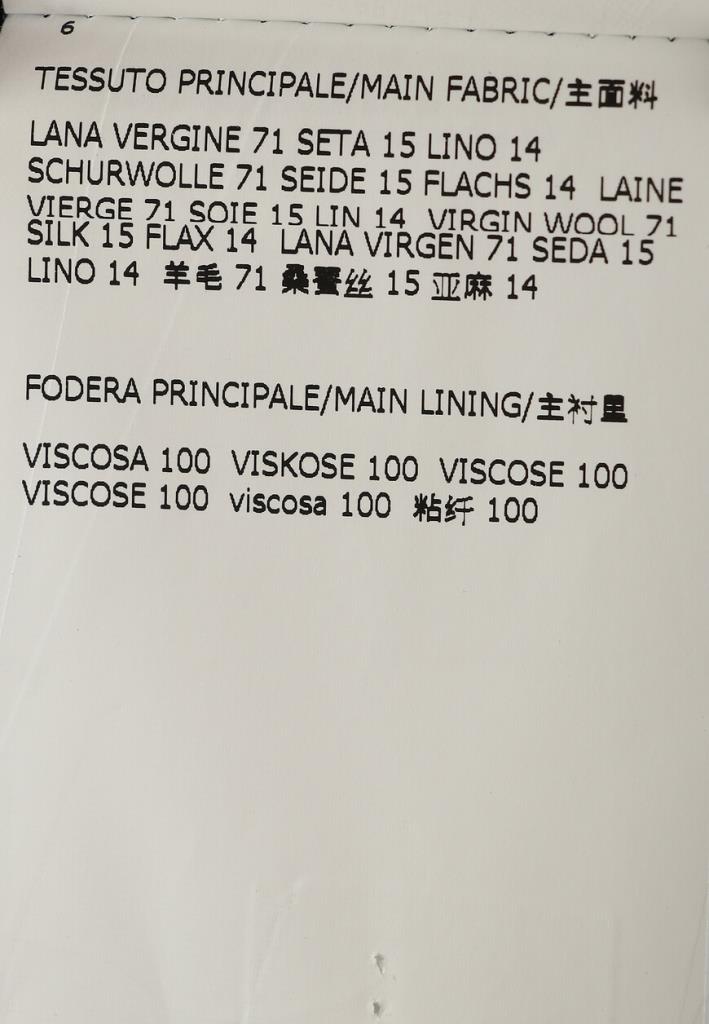 6
TESSUTO PRINCIPALE/MAIN FABRIC/主面料
LANA VERGINE 71 SETA 15 LINO 14
SCHURWOLLE 71 SEIDE 15 FLACHS 14 LAINE
VIERGE 71 SOIE 15 LIN 14 VIRGIN WOOL 71
SILK 15 FLAX 14 LANA VIRGEN 71 SEDA 15
LINO 14 羊毛 71 桑蚕丝 15 亚麻 14
FODERA PRINCIPALE/MAIN LINING/主衬里
VISCOSA 100 VISKOSE 100 VISCOSE 100
VISCOSE 100 viscosa 100 粘纤 100